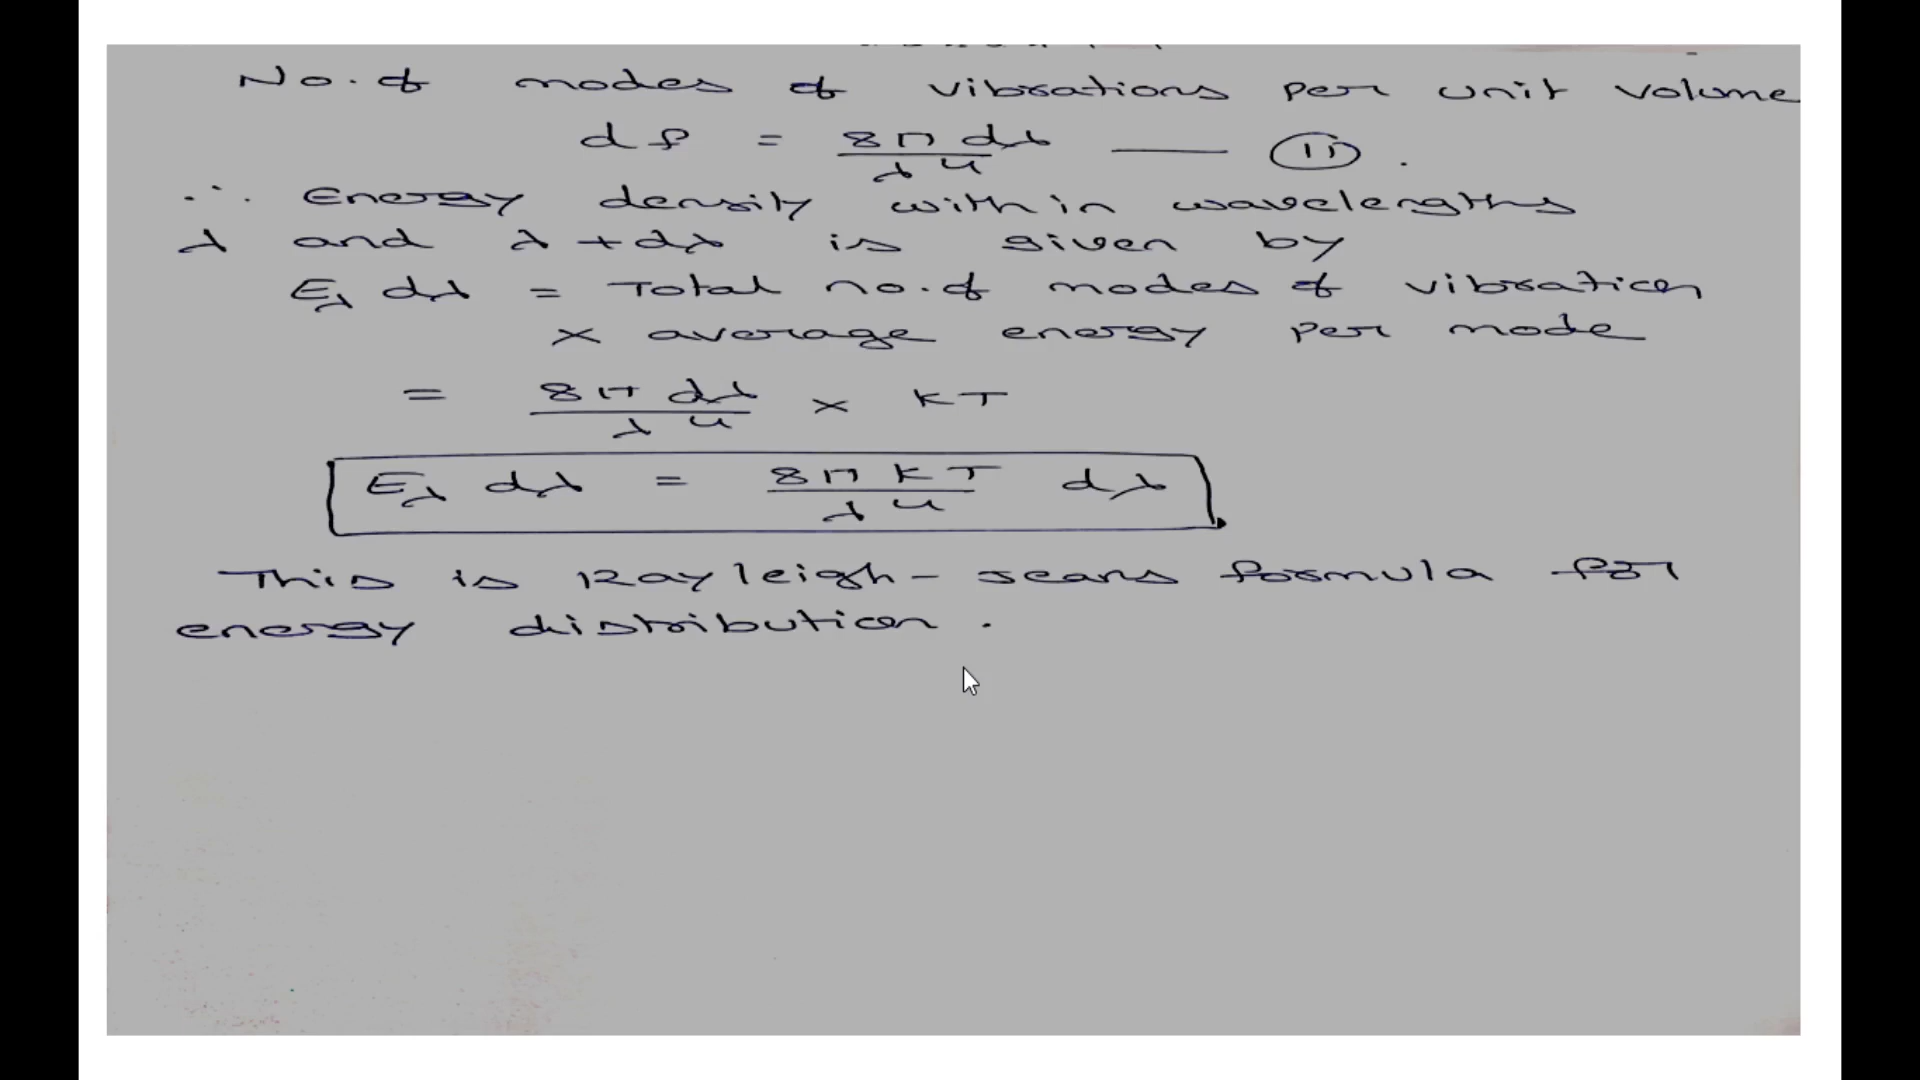 No. of modes of vibrations per unit volume
df = 8π dλ / λ⁴ —— (11) .
∴ Energy density within wavelengths
λ and λ + dλ is given by
Eλ dλ = Total no. of modes of vibration
× average energy per mode
= 8π dλ / λ⁴ × KT
Eλ dλ = 8π KT / λ⁴ dλ
This is Rayleigh - Jeans formula for
energy distribution .